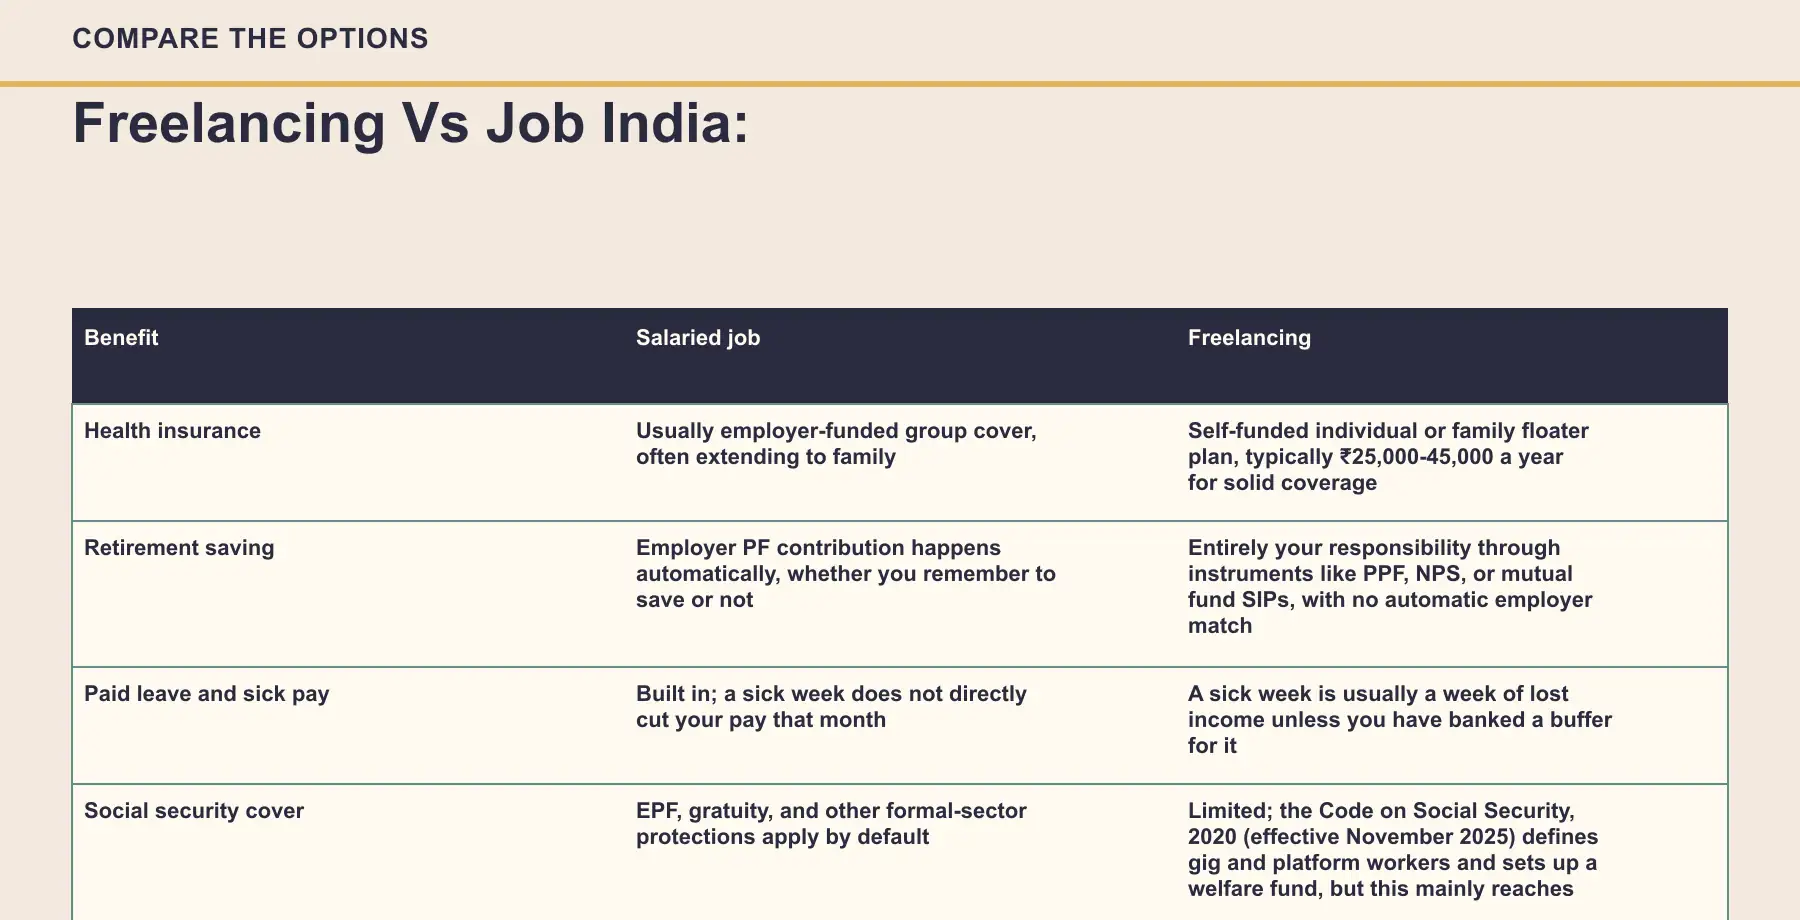 COMPARE THE OPTIONS
Freelancing Vs Job India:
Benefit
Salaried job
Freelancing
Health insurance
Usually employer-funded group cover,
often extending to family
Self-funded individual or family floater
plan, typically ₹25,000-45,000 a year
for solid coverage
Retirement saving
Employer PF contribution happens
automatically, whether you remember to
save or not
Entirely your responsibility through
instruments like PPF, NPS, or mutual
fund SIPs, with no automatic employer
match
Paid leave and sick pay
Built in; a sick week does not directly
cut your pay that month
A sick week is usually a week of lost
income unless you have banked a buffer
for it
Social security cover
EPF, gratuity, and other formal-sector
protections apply by default
Limited; the Code on Social Security,
2020 (effective November 2025) defines
gig and platform workers and sets up a
welfare fund, but this mainly reaches